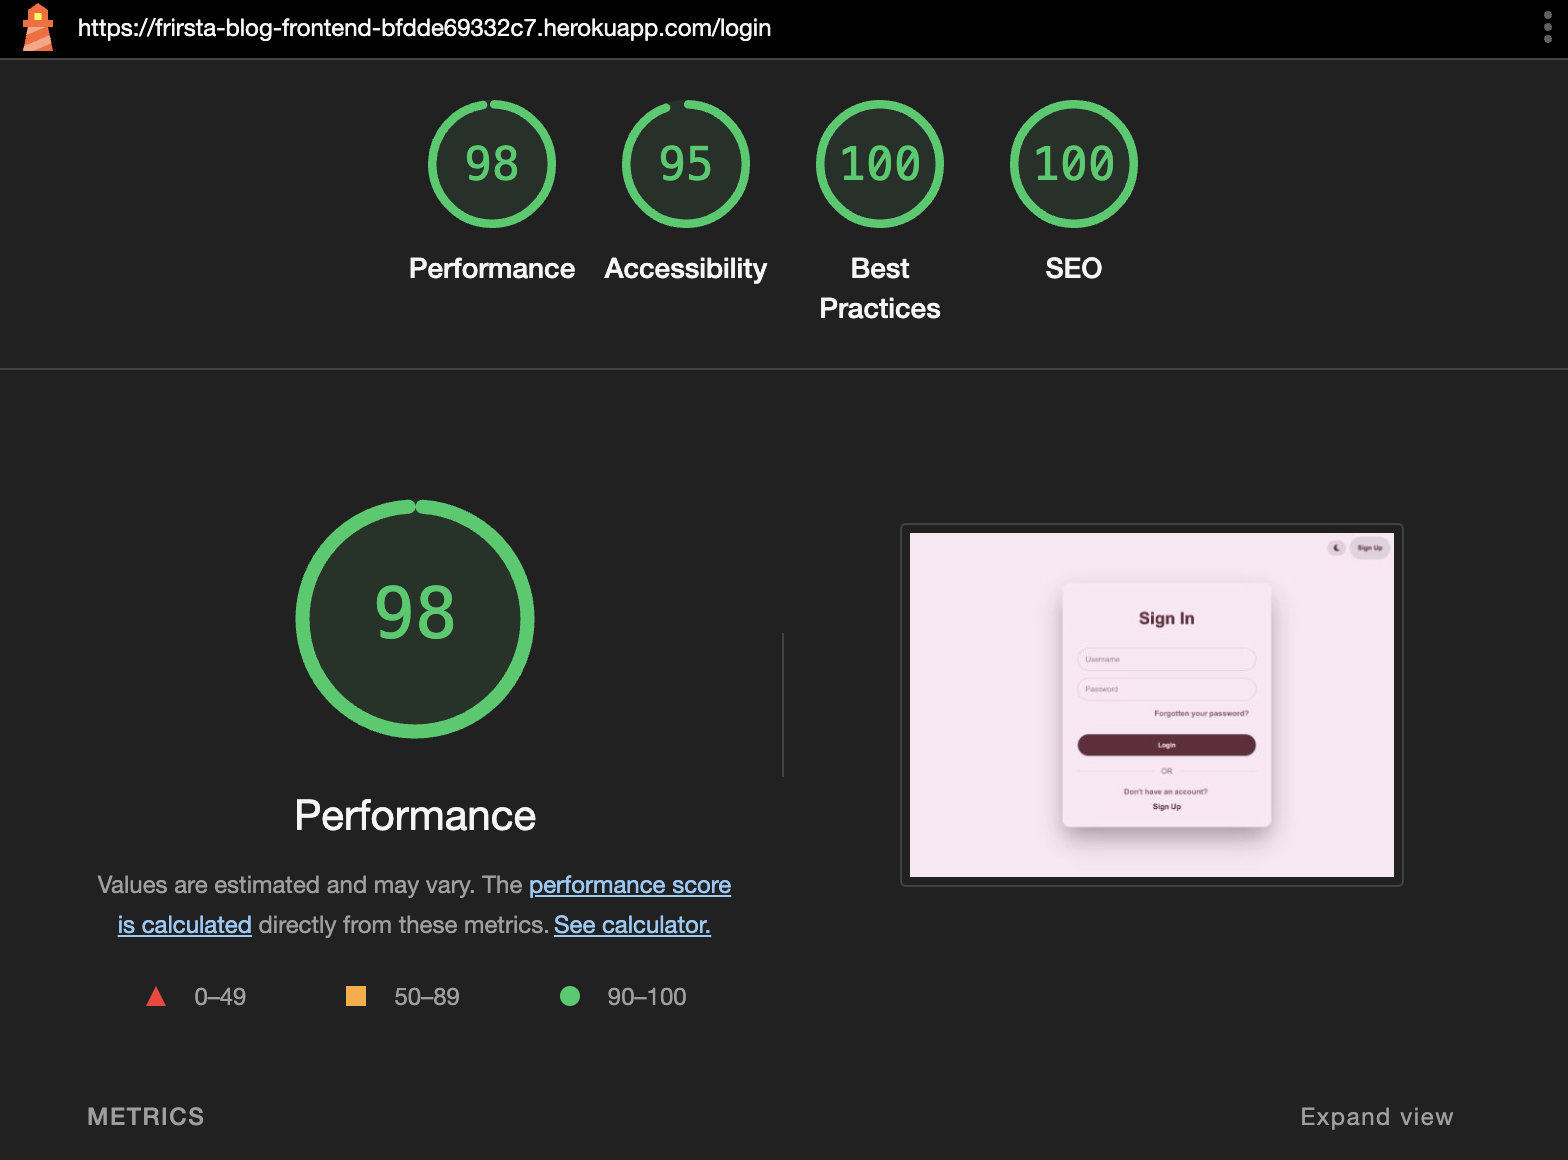 https://frirsta-blog-frontend-bfdde69332c7.herokuapp.com/login
98
95
100
100
Performance
Accessibility
Best
Practices
SEO
98
Performance
Values are estimated and may vary. The performance score
is calculated directly from these metrics. See calculator.
0–49
50–89
90–100
Sign Up
Sign In
Username
Password
Forgotten your password?
Login
OR
Don't have an account?
Sign Up
METRICS
Expand view